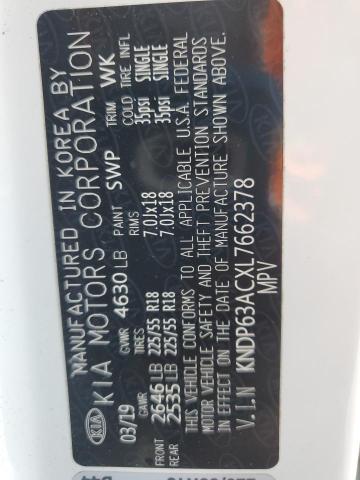 MANUFACTURED IN KOREA BY
KIA KIA MOTORS CORPORATION
03/19 GVWR 4630 LB PAINT SWP TRIM WK
GAWR TIRES RIMS COLD TIRE INFL
FRONT 2646 LB 225/55 R18 7.0JX18 35psi SINGLE
REAR 2535 LB 225/55 R18 7.0JX18 35psi SINGLE
THIS VEHICLE CONFORMS TO ALL APPLICABLE U.S.A. FEDERAL
MOTOR VEHICLE SAFETY AND THEFT PREVENTION STANDARDS
IN EFFECT ON THE DATE OF MANUFACTURE SHOWN ABOVE.
V.I.N KNDP63ACXL7662378
MPV